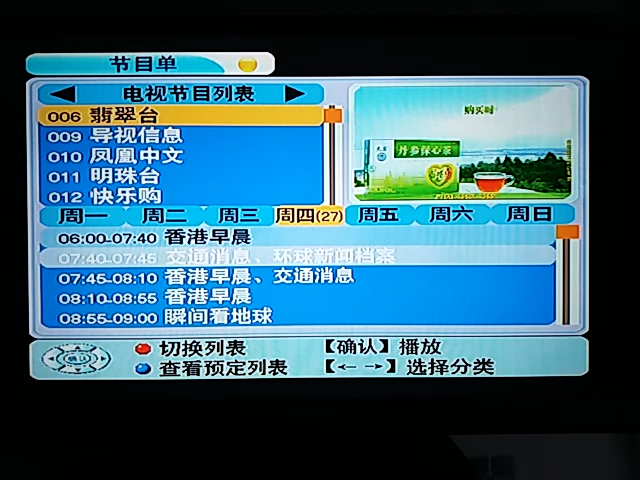 节目单
电视节目列表
006 翡翠台
009 导视信息
010 凤凰中文
011 明珠台
012 快乐购
购买时
丹参保心茶
周一 周二 周三 周四(27) 周五 周六 周日
06:00-07:40 香港早晨
07:40-07:45 交通消息、环球新闻档案
07:45-08:10 香港早晨、交通消息
08:10-08:55 香港早晨
08:55-09:00 瞬间看地球
确认 切换列表 【确认】播放
查看预定列表 【← →】选择分类